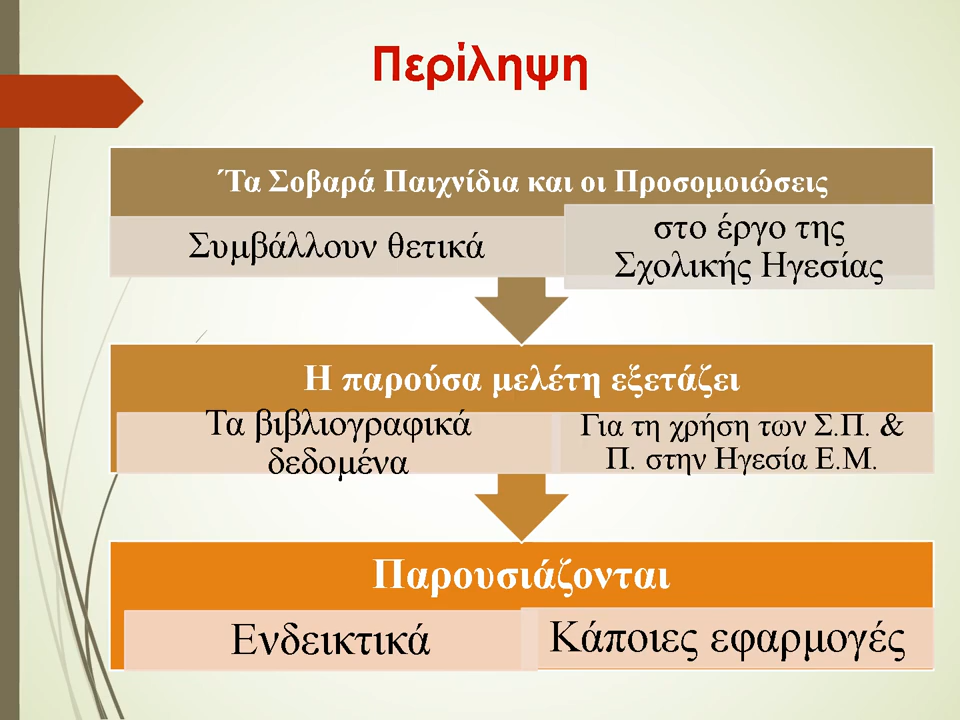 Περίληψη
΄Τα Σοβαρά Παιχνίδια και οι Προσομοιώσεις
Συμβάλλουν θετικά
στο έργο της
Σχολικής Ηγεσίας
Η παρούσα μελέτη εξετάζει
Τα βιβλιογραφικά
δεδομένα
Για τη χρήση των Σ.Π. &
Π. στην Ηγεσία Ε.Μ.
Παρουσιάζονται
Ενδεικτικά
Κάποιες εφαρμογές